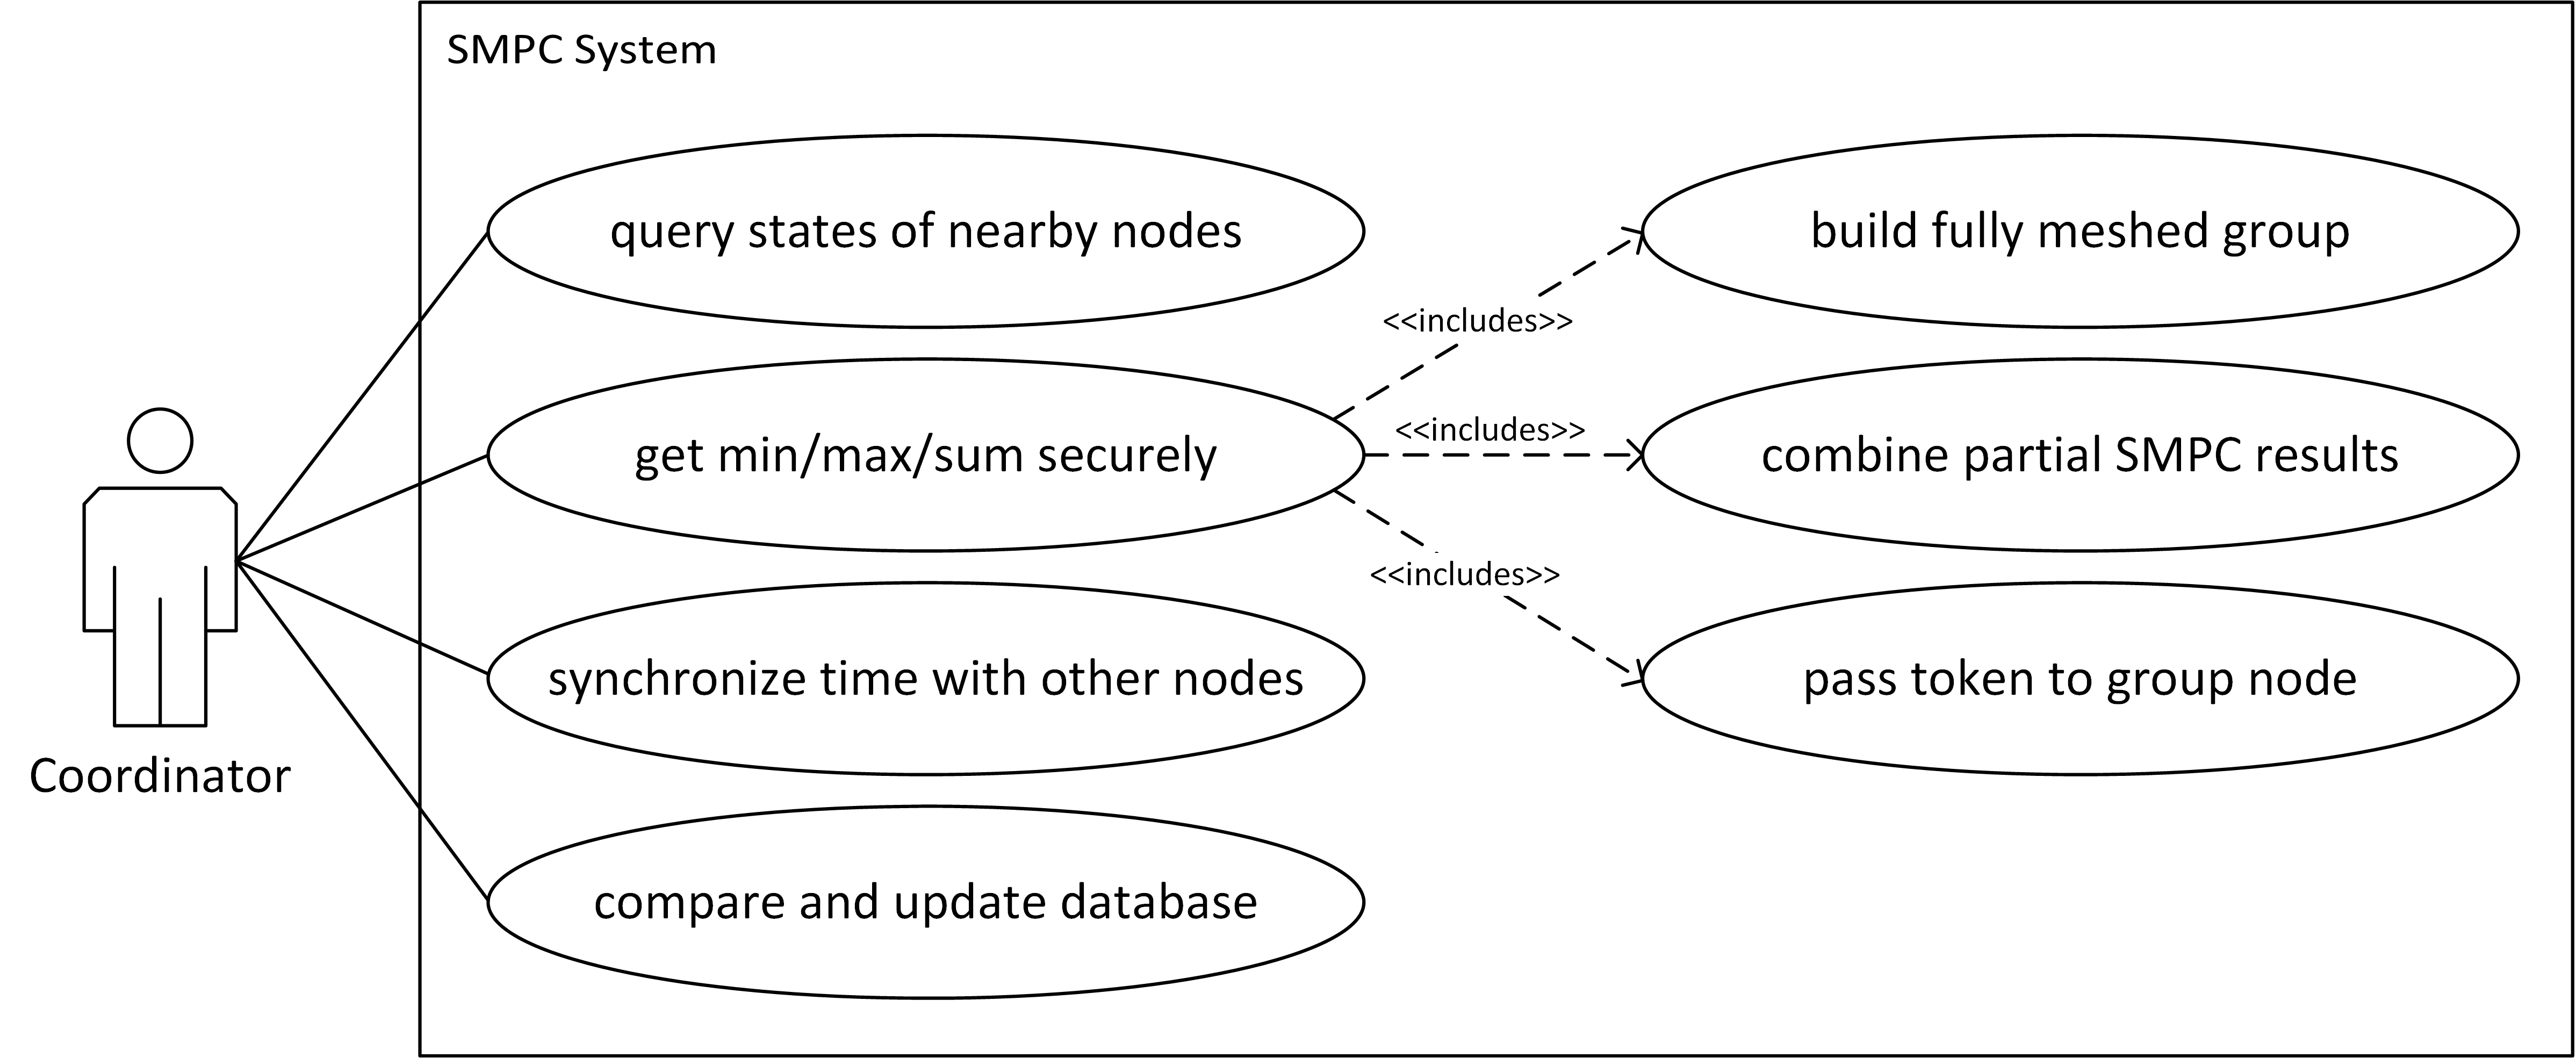 SMPC System
query states of nearby nodes
build fully meshed group
<<includes>>
get min/max/sum securely
<<includes>>
combine partial SMPC results
<<includes>>
synchronize time with other nodes
pass token to group node
Coordinator
compare and update database